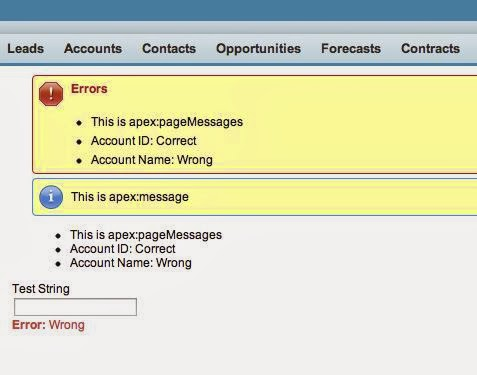 Leads Accounts Contacts Opportunities Forecasts Contracts
Errors
This is apex:pageMessages
Account ID: Correct
Account Name: Wrong
This is apex:message
This is apex:pageMessages
Account ID: Correct
Account Name: Wrong
Test String
Error: Wrong